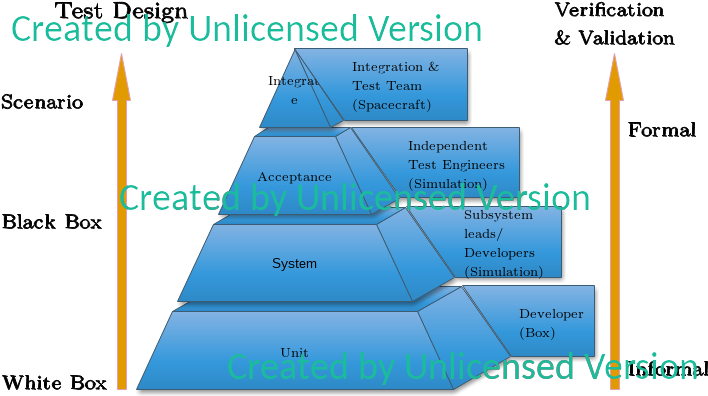 Test Design
Verification
& Validation
Created by Unlicensed Version
Integrat
e
Integration &
Test Team
(Spacecraft)
Scenario
Formal
Acceptance
Independent
Test Engineers
(Simulation)
Created by Unlicensed Version
Black Box
System
Subsystem
leads/
Developers
(Simulation)
Unit
Developer
(Box)
Created by Unlicensed Version
White Box
Informal